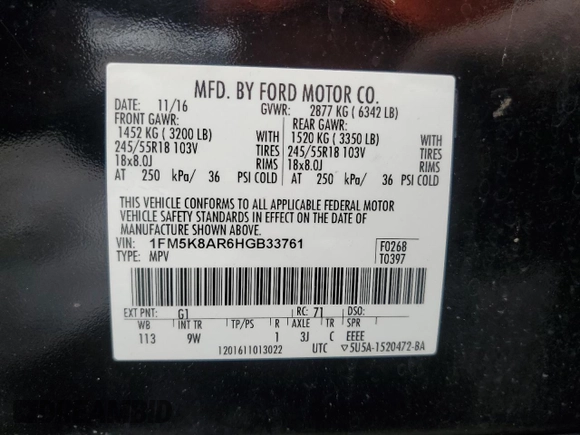 MFD. BY FORD MOTOR CO.
DATE: 11/16 GVWR: 2877 KG ( 6342 LB)
FRONT GAWR: REAR GAWR:
1452 KG ( 3200 LB) WITH 1520 KG ( 3350 LB) WITH
245/55R18 103V TIRES 245/55R18 103V TIRES
18x8.0J RIMS 18x8.0J RIMS
AT 250 kPa/ 36 PSI COLD AT 250 kPa/ 36 PSI COLD
THIS VEHICLE CONFORMS TO ALL APPLICABLE FEDERAL MOTOR
VEHICLE SAFETY STANDARDS IN EFFECT ON THE DATE OF
MANUFACTURE SHOWN ABOVE.
VIN: 1FM5K8AR6HGB33761 F0268
TYPE: MPV T0397
EXT PNT: G1 RC: 71 DSO:
WB INT TR TP/PS R AXLE TR SPR
113 9W 1 3J C EEEE
1201611013022 UTC ▽5U5A-1520472-BA
DREAMBID